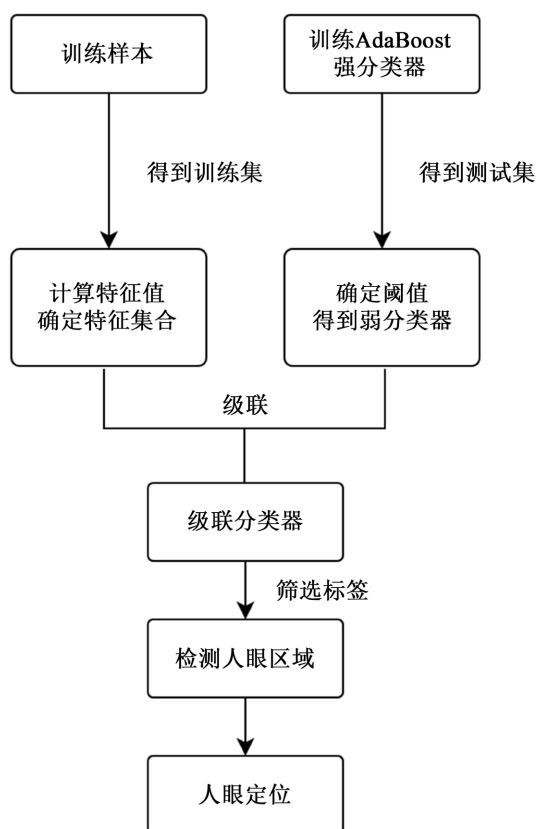 训练样本
训练AdaBoost
强分类器
得到训练集
得到测试集
计算特征值
确定特征集合
确定阈值
得到弱分类器
级联
级联分类器
筛选标签
检测人眼区域
人眼定位